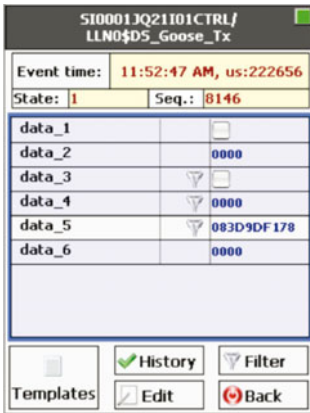 SI0001JQ21I01CTRL/
LLN0$D5_Goose_Tx
Event time: 11:52:47 AM, us:222656
State: 1 Seq.: 8146
data_1
data_2 0000
data_3
data_4 0000
data_5 083D9DF178
data_6 0000
Templates History Filter
Edit Back